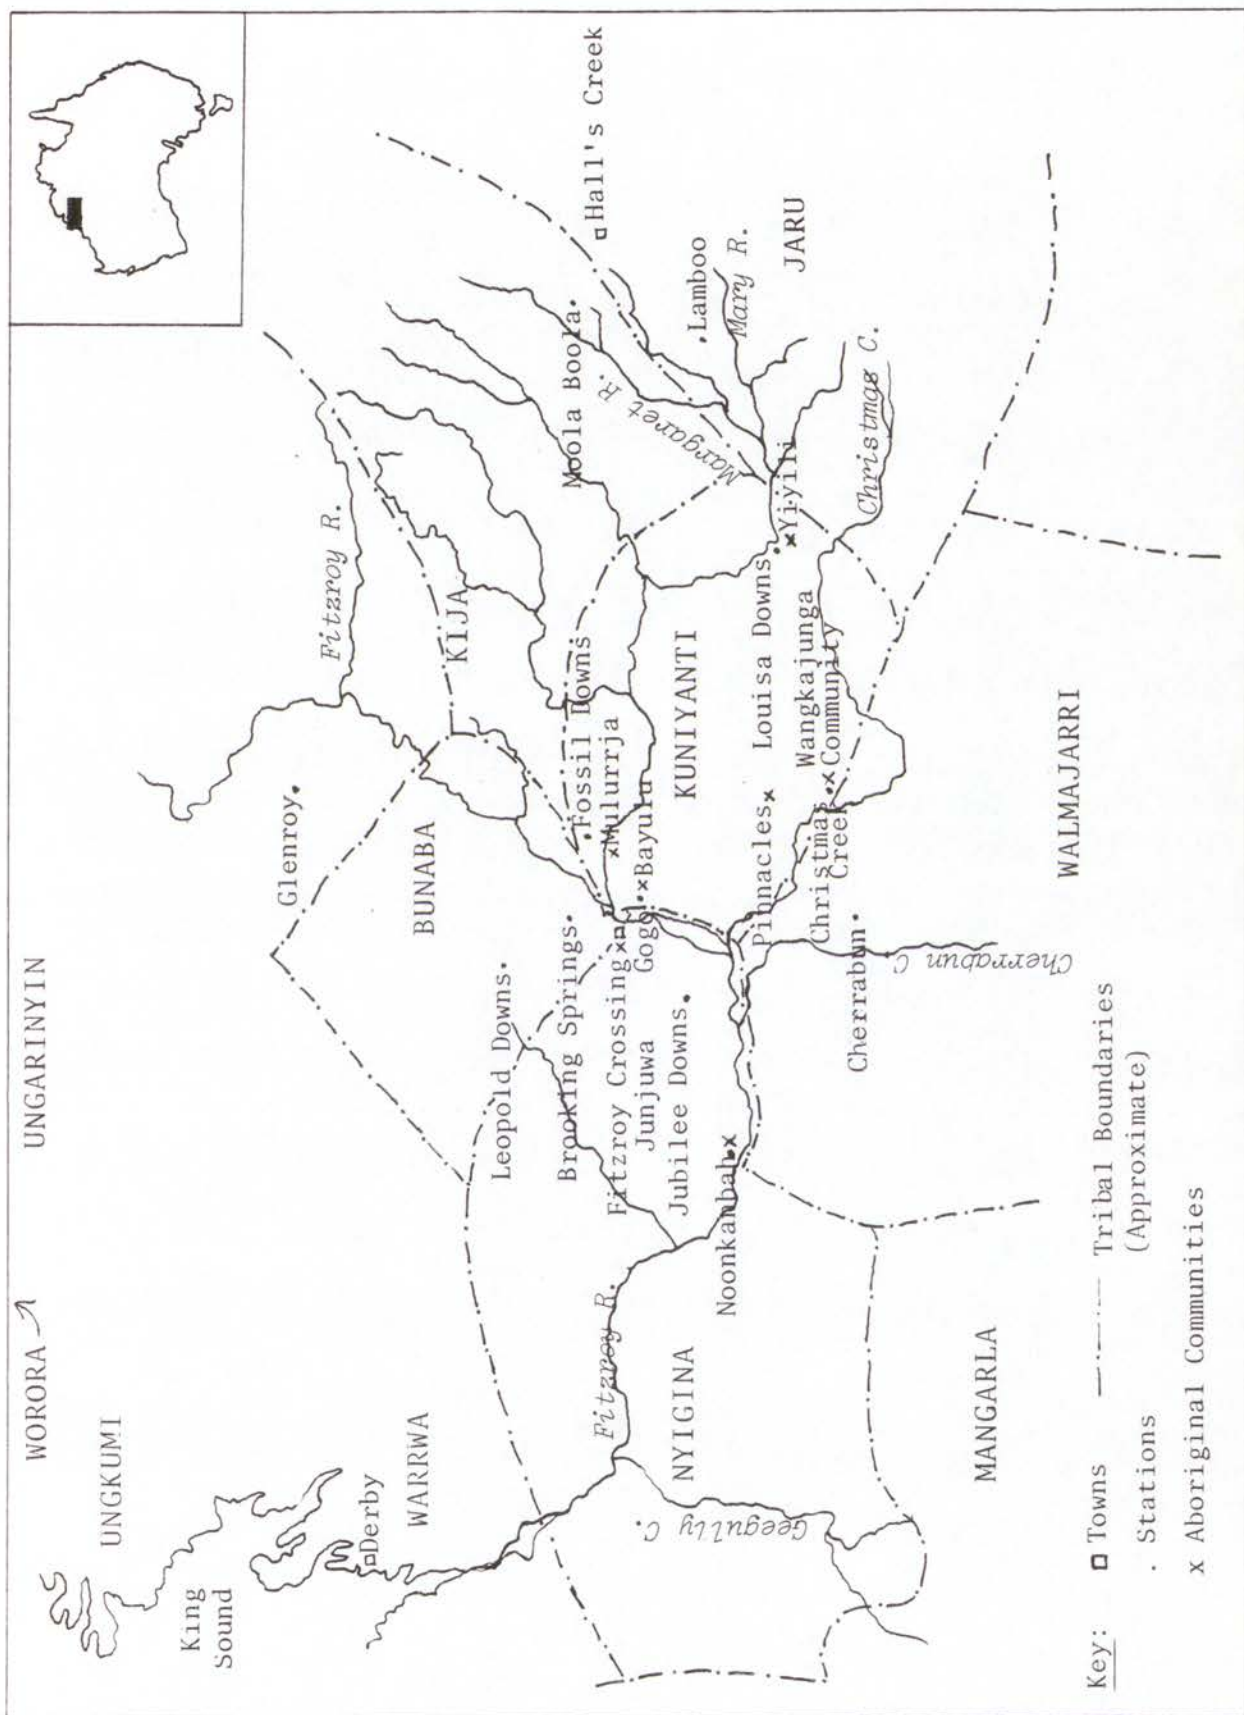 WORORA
UNGARINYIN
UNGKUMI
King
Sound
Derby
WARRWA
Glenroy.
Fitzroy R.
BUNABA
KIJA
Leopold Downs.
Brooking Springs.
.Fossil Downs
Moola Boola.
Hall's Creek
Fitzroy Crossing
xMulurrja
Junjuwa
Gogo
Bayulu
Margaret R.
.Lamboo
Mary R.
JARU
Fitzroy R.
Jubilee Downs.
KUNIYANTI
NYIGINA
Noonkanbah
Pinnacles
Louisa Downs
Yiyili
Geegully C.
Christmas
Creek
Wangkajunga
Community
Christmas C.
Cherrabun.
Cherrabun C
MANGARLA
WALMAJARRI
Key:
Towns
Tribal Boundaries
(Approximate)
. Stations
x Aboriginal Communities